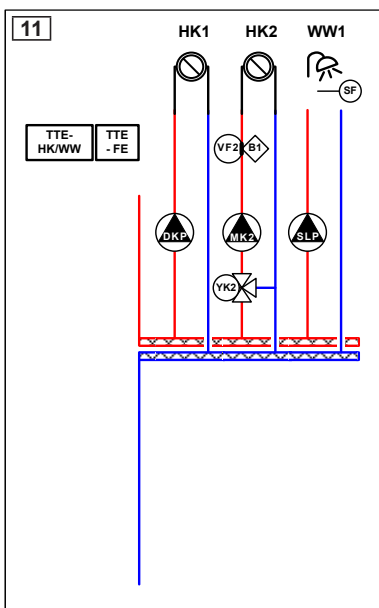 11
HK1 HK2 WW1
SF
TTE-
HK/WW
TTE
- FE
VF2 B1
DKP MK2 SLP
YK2